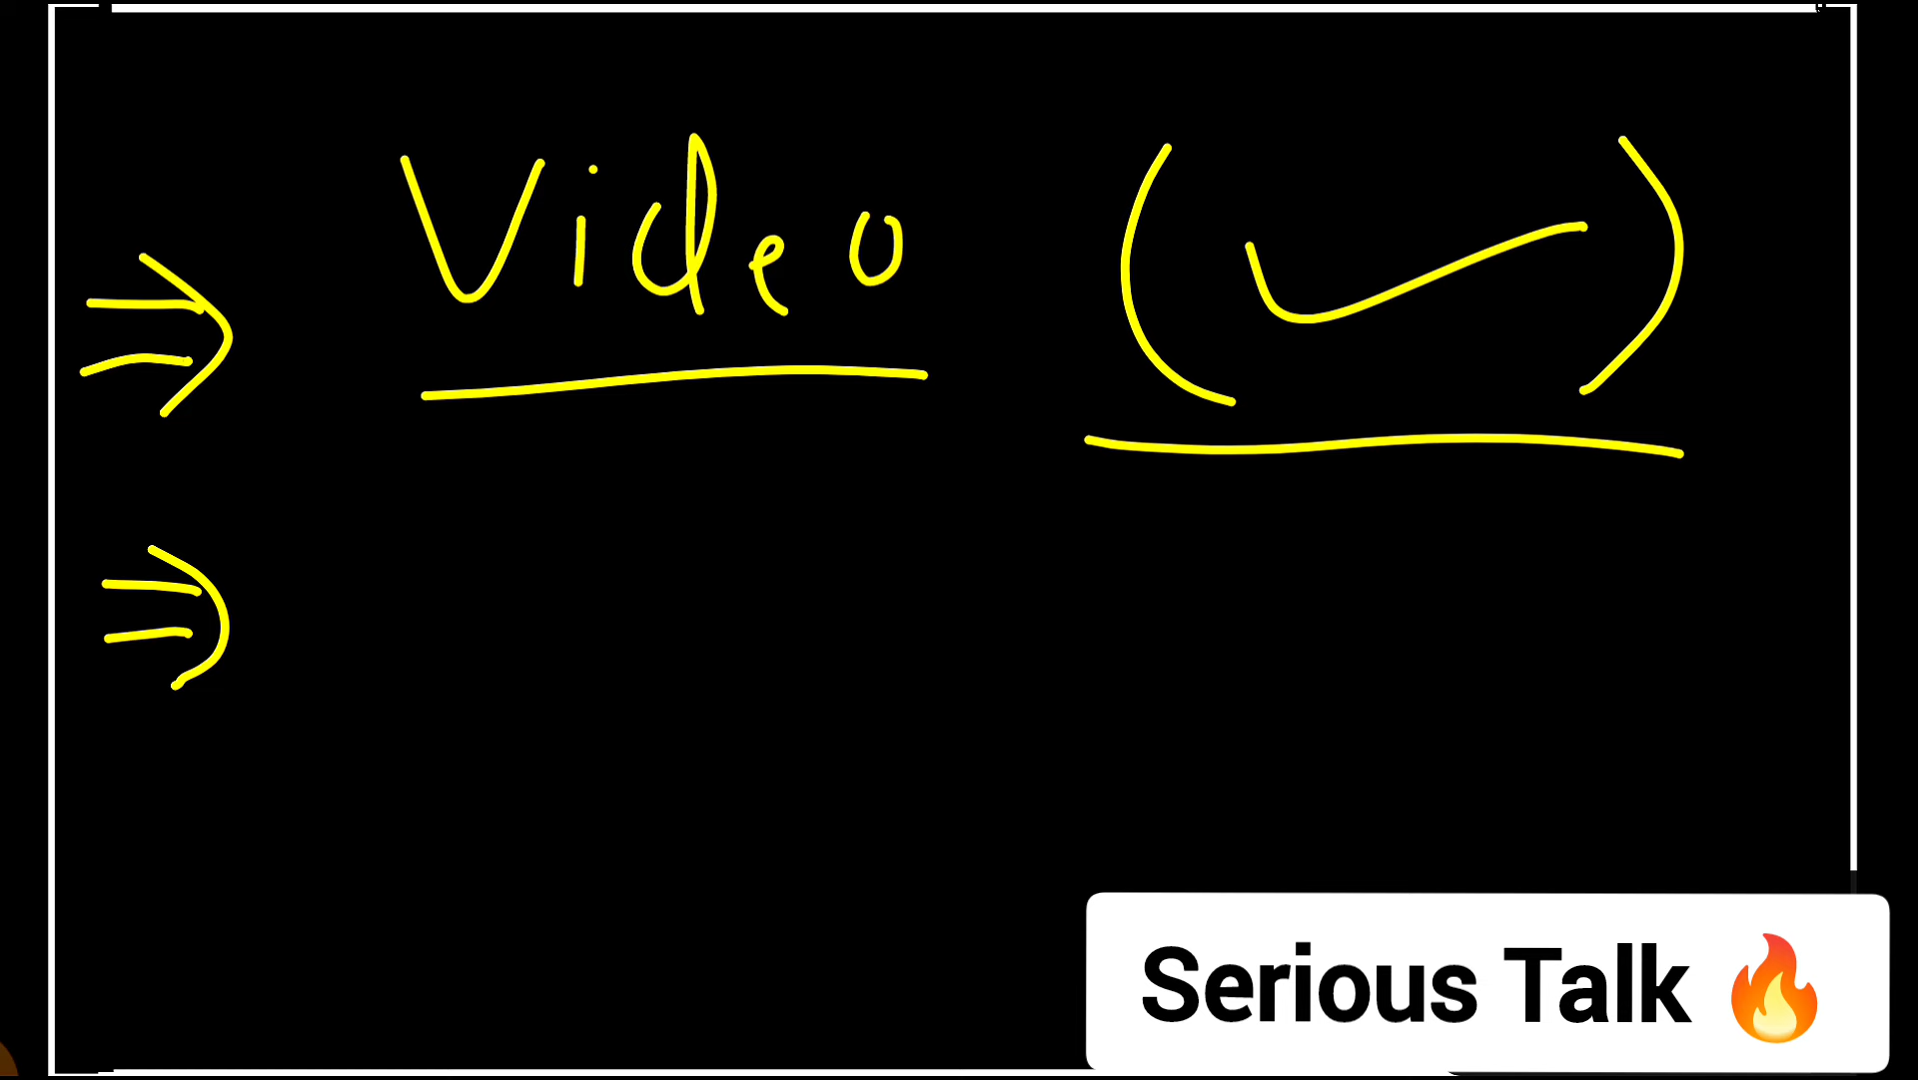 ⇒ Video (✓)
⇒
Serious Talk 🔥